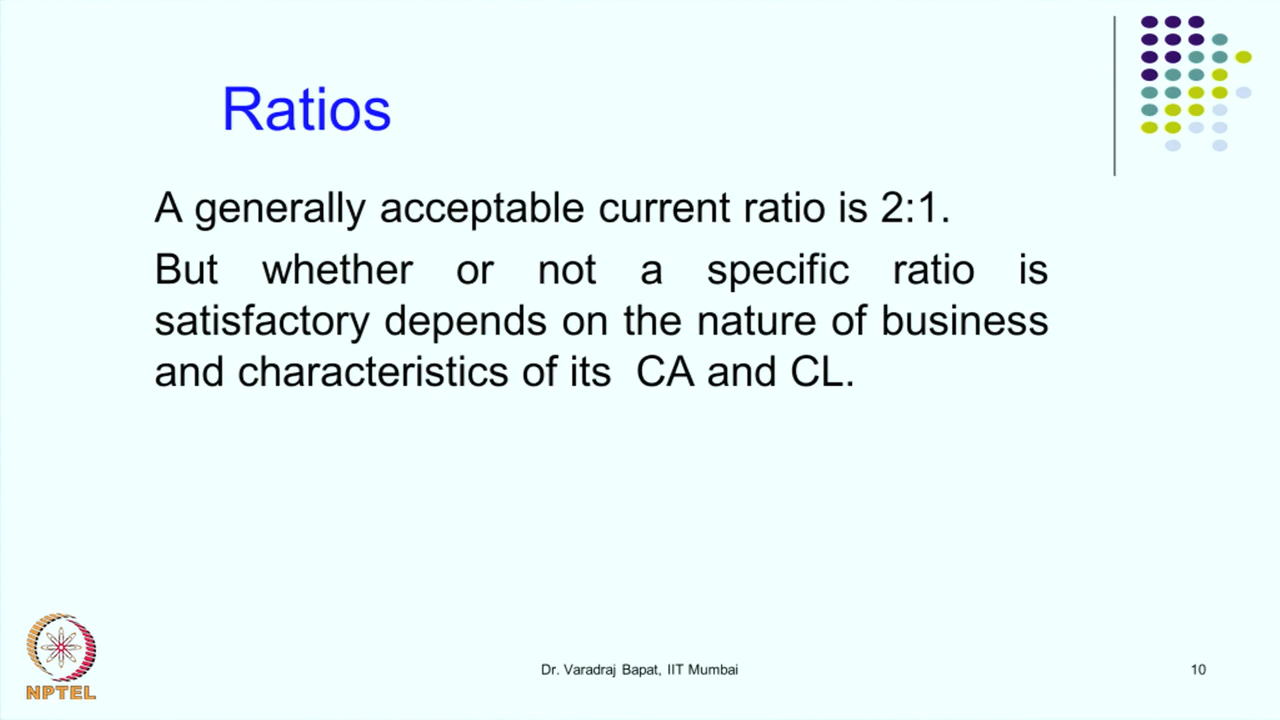 Ratios
A generally acceptable current ratio is 2:1.
But whether or not a specific ratio is
satisfactory depends on the nature of business
and characteristics of its  CA and CL.
NPTEL
Dr. Varadraj Bapat, IIT Mumbai
10